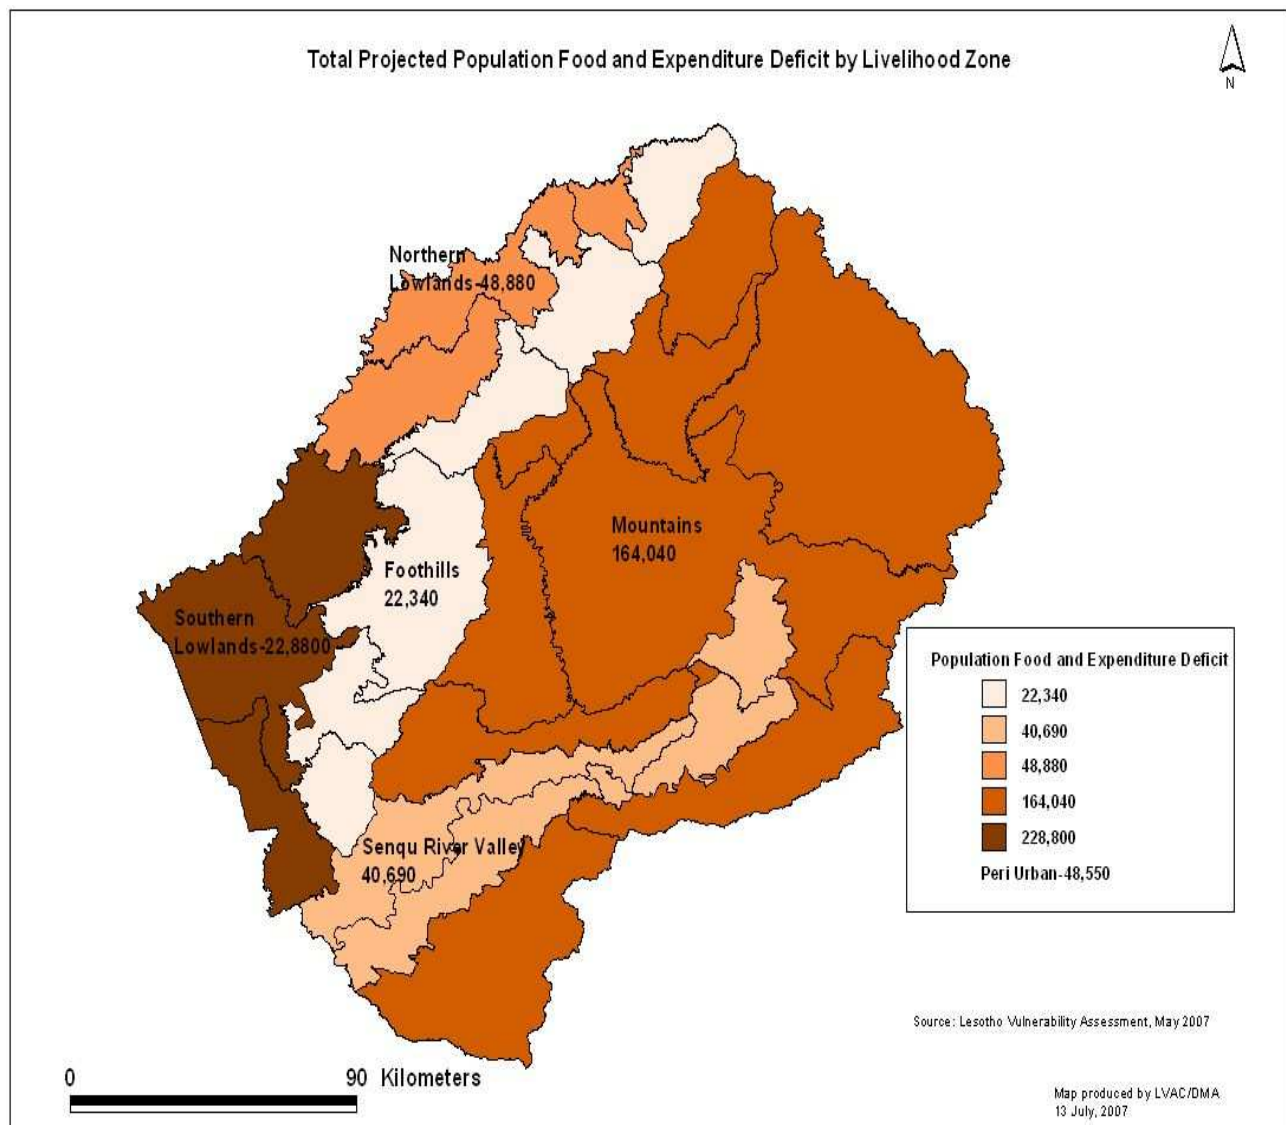 Total Projected Population Food and Expenditure Deficit by Livelihood Zone
N
Northern
Lowlands-48,880
Mountains
164,040
Foothills
22,340
Southern
Lowlands-22,8800
Senqu River Valley
40,690
Population Food and Expenditure Deficit
22,340
40,690
48,880
164,040
228,800
Peri Urban-48,550
Source: Lesotho Vulnerability Assessment, May 2007
0 90 Kilometers
Map produced by LVAC/DMA
13 July, 2007